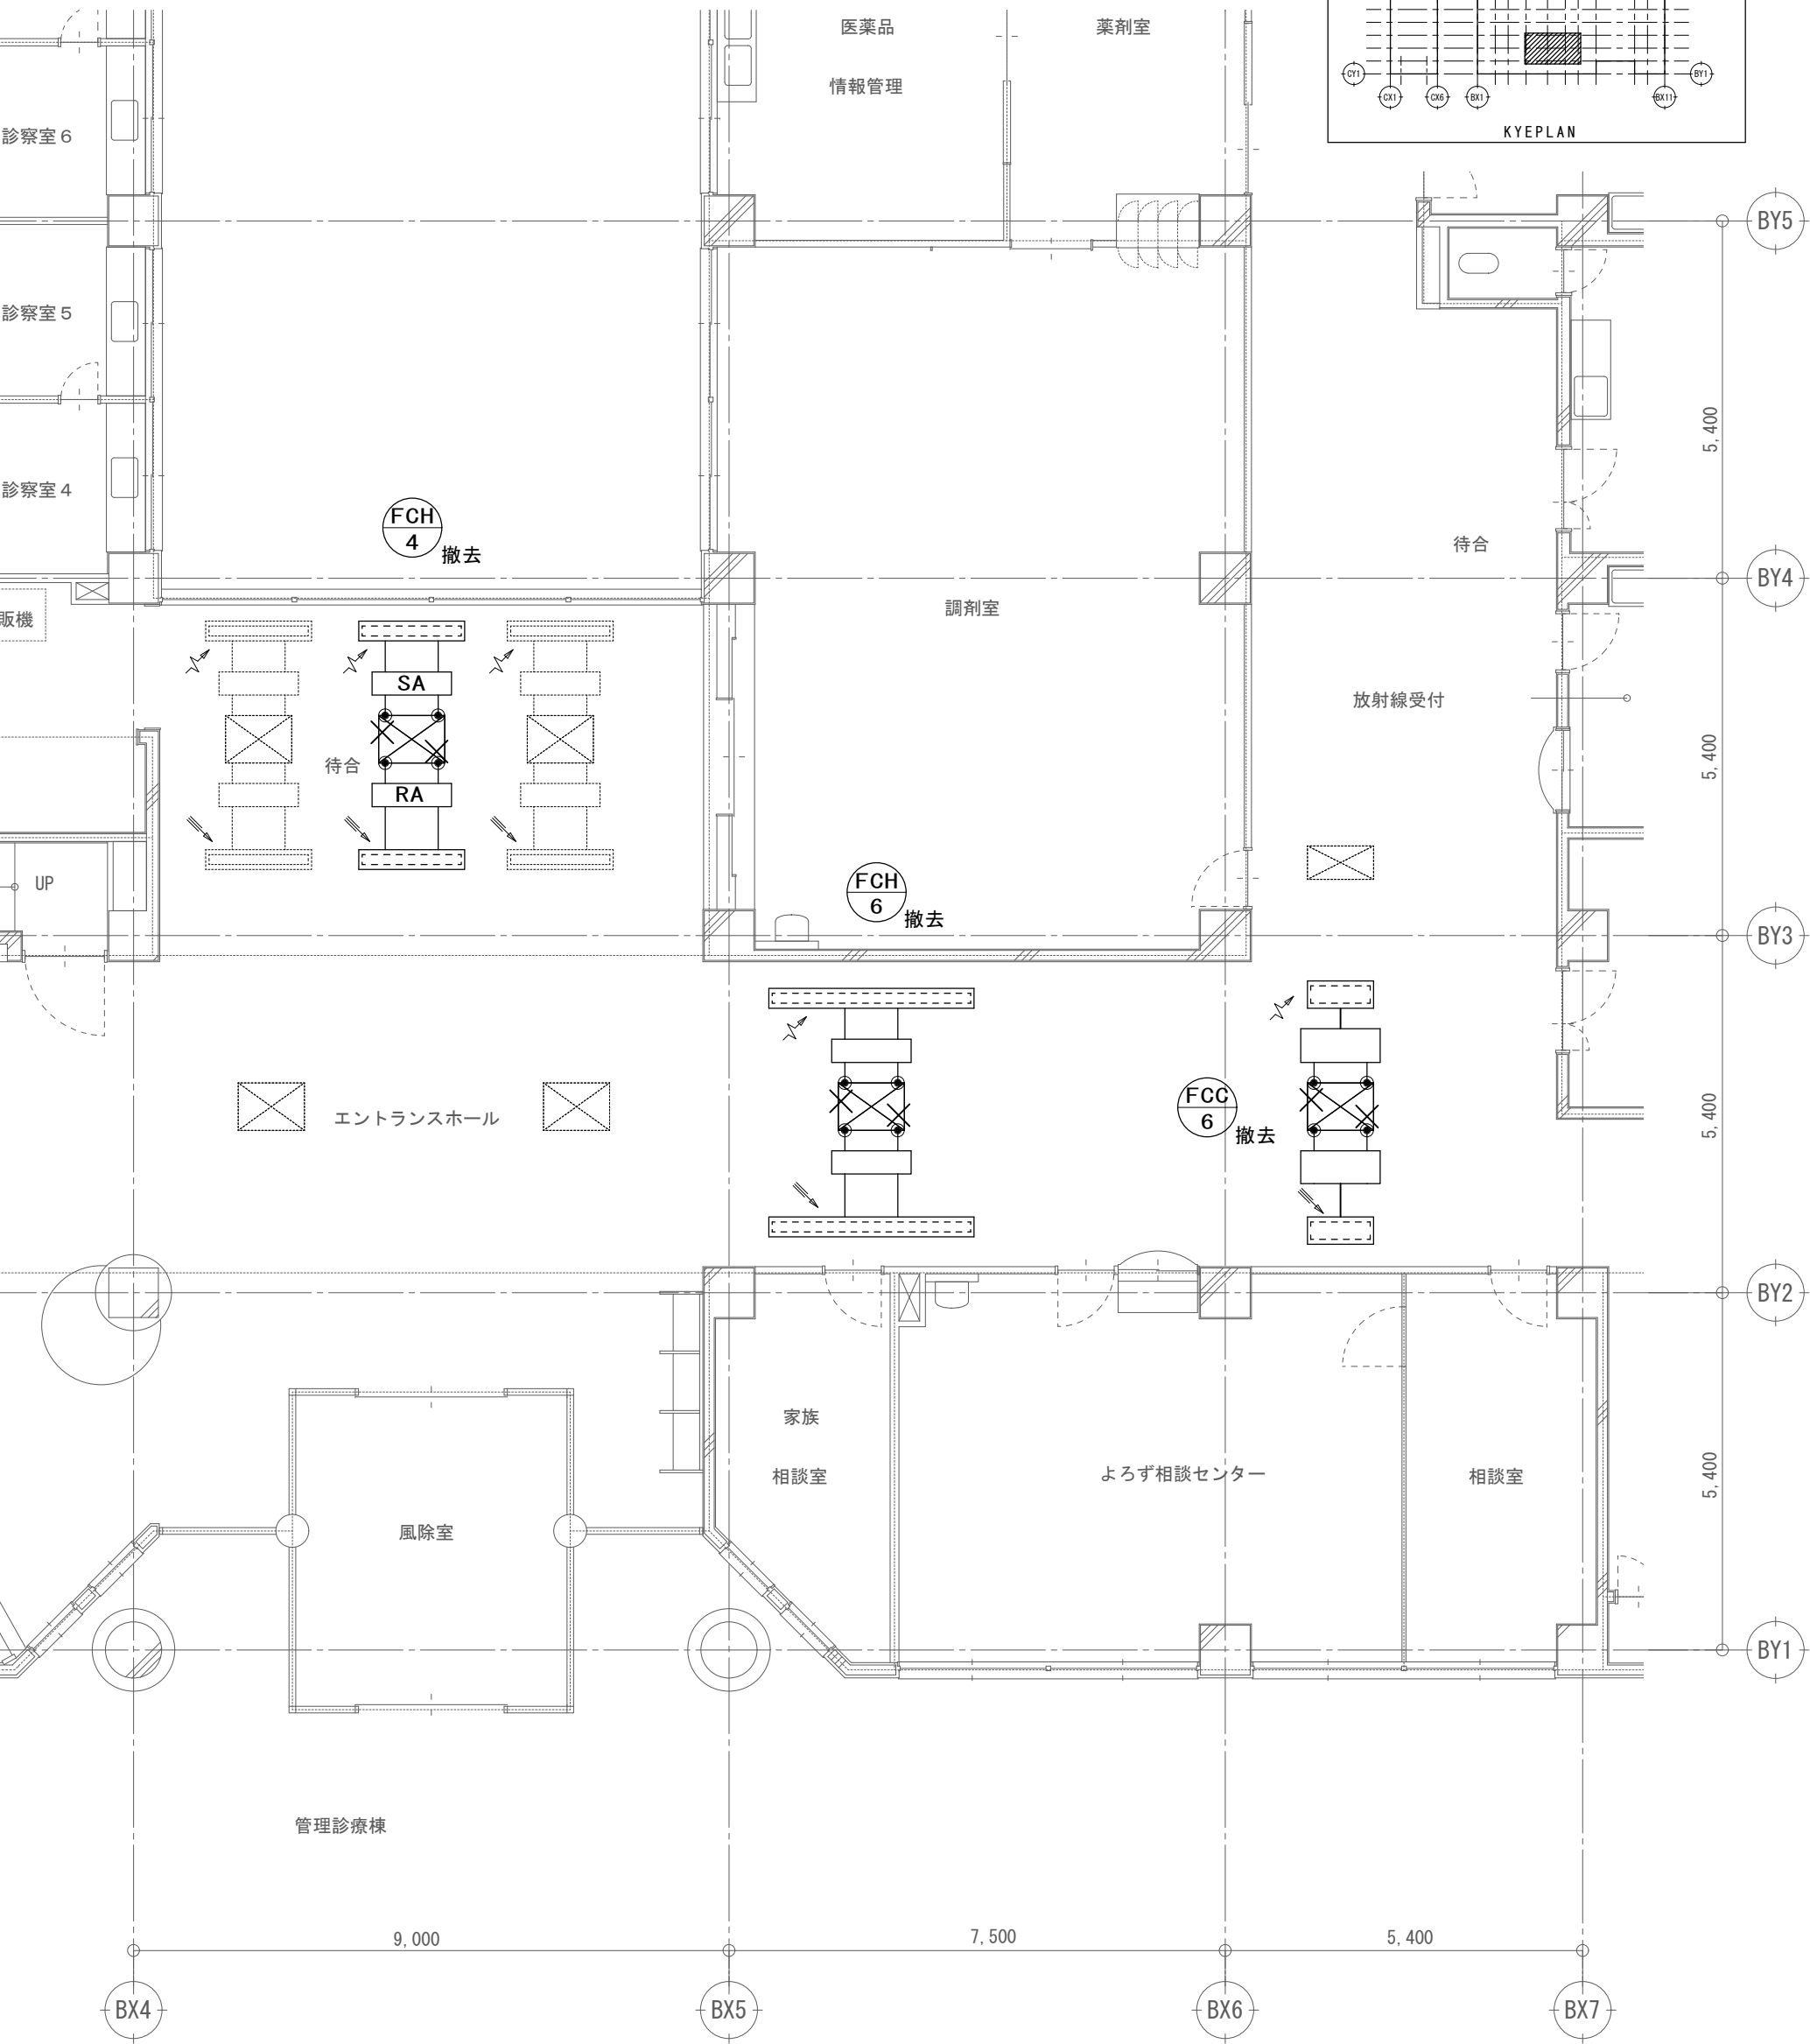 医薬品
情報管理
薬剤室
CY1
BY1
CX1
CX6
BX1
BX11
KYEPLAN
診察室6
BY5
診察室5
5,400
診察室4
FCH
4
撤去
待合
BY4
販機
調剤室
SA
放射線受付
待合
5,400
RA
UP
FCH
6
撤去
BY3
エントランスホール
FCC
6
撤去
5,400
BY2
家族
相談室
よろず相談センター
相談室
5,400
風除室
BY1
管理診療棟
9,000
7,500
5,400
BX4
BX5
BX6
BX7